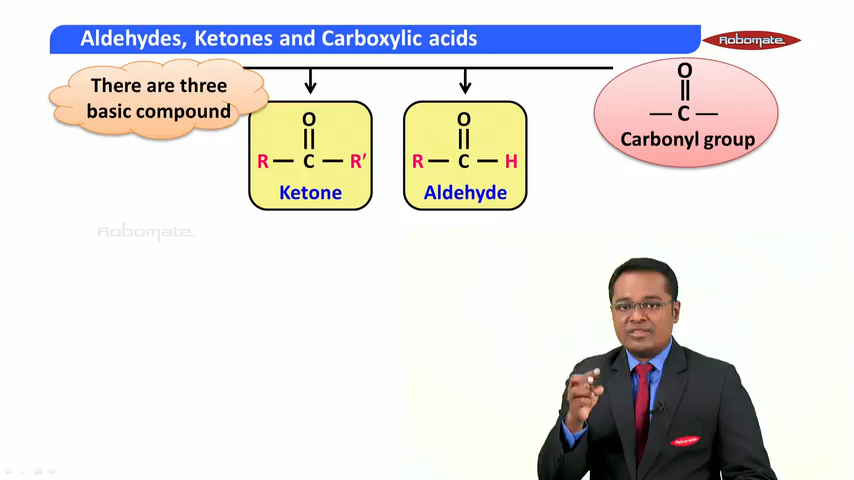 Aldehydes, Ketones and Carboxylic acids
Robomate
There are three
basic compound
O
R — C — R′
Ketone
O
R — C — H
Aldehyde
O
— C —
Carbonyl group
Robomate
Robomate